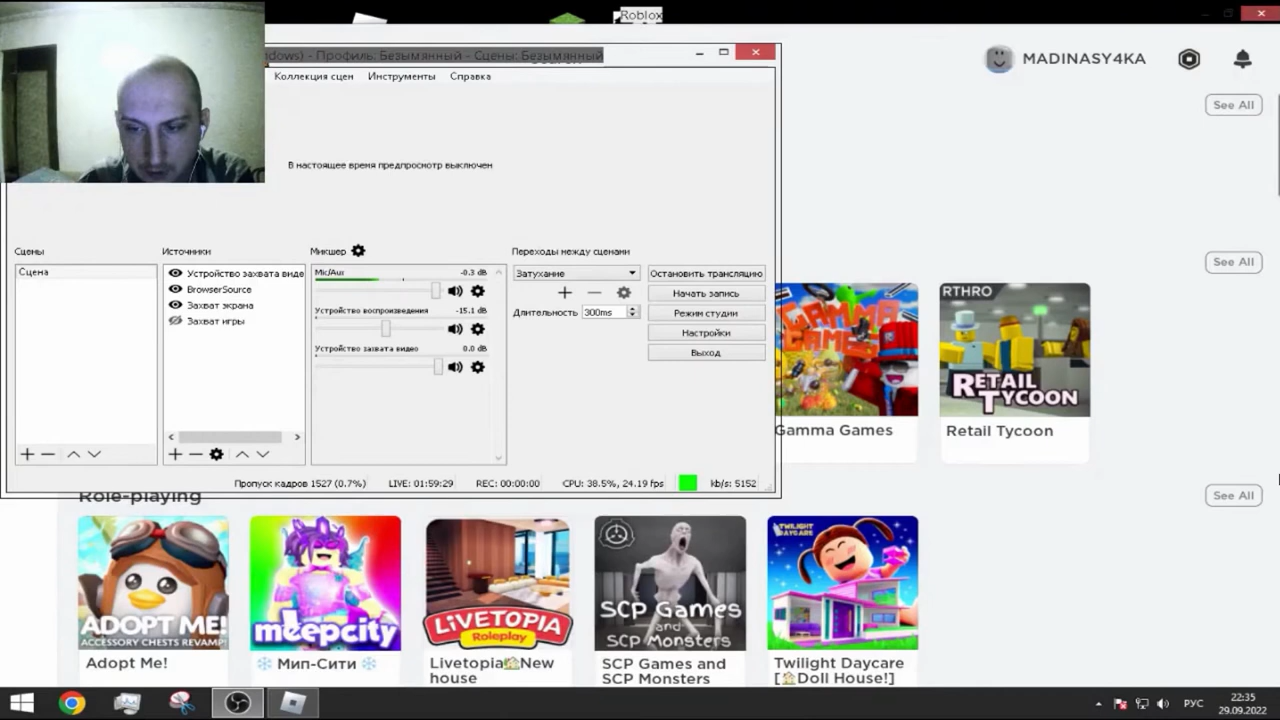 Roblox
dows) - Профиль: Безымянный - Сцены: Безымянный
Коллекция сцен Инструменты Справка
MADINASY4KA
See All
В настоящее время предпросмотр выключен
Сцены
Источники
Микшер
Переходы между сценами
See All
Сцена
Устройство захвата виде
BrowserSource
Захват экрана
Захват игры
Mic/Aux -0.3 dB
Устройство воспроизведения -15.1 dB
Устройство захвата видео 0.0 dB
Затухание
Длительность 300ms
Остановить трансляцию
Начать запись
Режим студии
Настройки
Выход
GAMMA
GAMES
Gamma Games
RTHRO
RETAIL
TYCOON
Retail Tycoon
Пропуск кадров 1527 (0.7%) LIVE: 01:59:29 REC: 00:00:00 CPU: 38.5%, 24.19 fps kb/s: 5152
Role-playing
See All
ADOPT ME!
ACCESSORY CHESTS REVAMP!
Adopt Me!
meepcity
❄ Мип-Сити ❄
LIVETOPIA
Roleplay
Livetopia🏠New
house
SCP GAMES
AND
SCP MONSTERS
SCP Games and
SCP Monsters
TWILIGHT
DAYCARE
Twilight Daycare
[🏠Doll House!]
РУС
22:35
29.09.2022